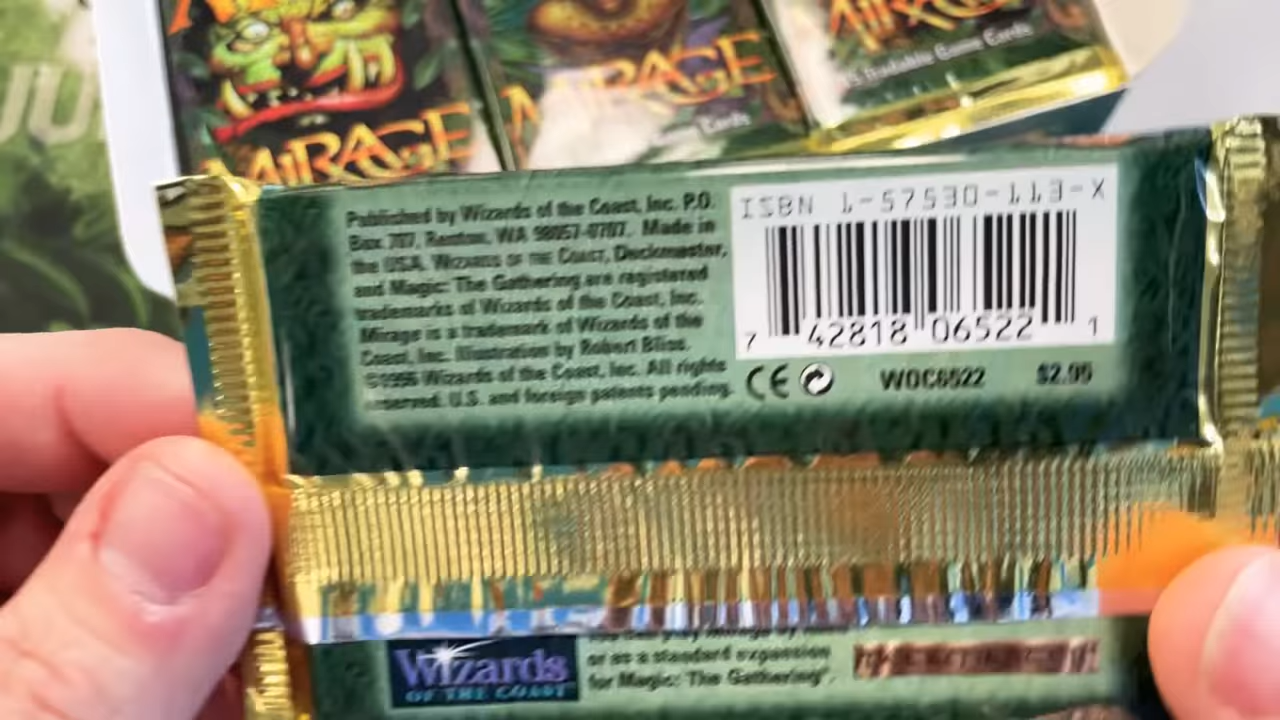 JU
MIRAGE
MIRAGE
MIRAGE
Tradable Game Cards
Cards
Published by Wizards of the Coast, Inc. P.O.
Box 707, Renton, WA 98057-0707. Made in
the USA. WIZARDS OF THE COAST, Deckmaster,
and Magic: The Gathering are registered
trademarks of Wizards of the Coast, Inc.
Mirage is a trademark of Wizards of the
Coast, Inc. Illustration by Robert Bliss.
©1996 Wizards of the Coast, Inc. All rights
reserved. U.S. and foreign patents pending.
ISBN 1-57530-113-X
7 42818 06522 1
CE
WOC6522 $2.95
WIZARDS
OF THE COAST
or as a standard expansion
for Magic: The Gathering.